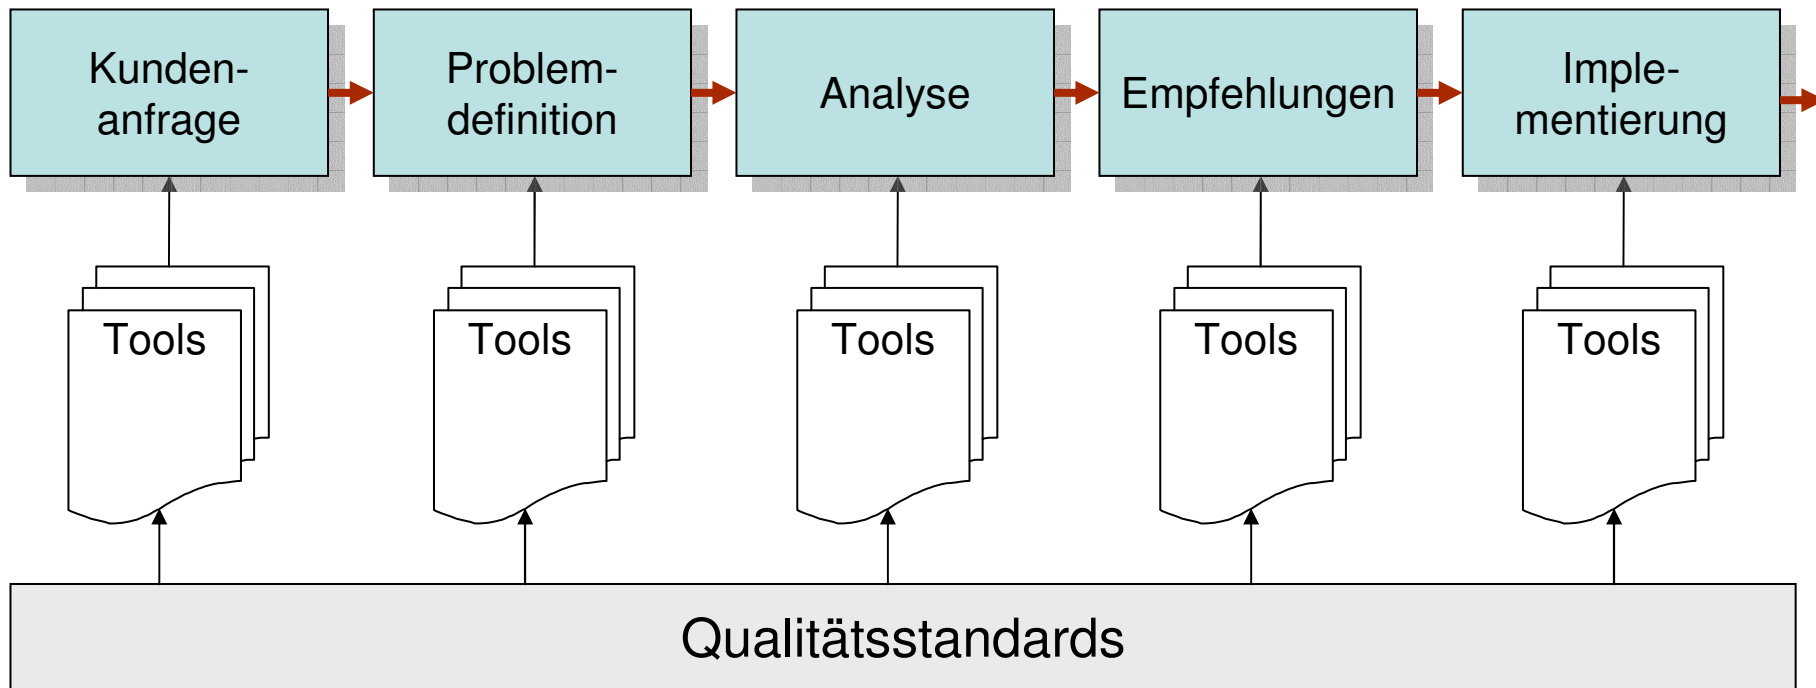 Kunden-
anfrage
Problem-
definition
Analyse
Empfehlungen
Imple-
mentierung
Tools
Tools
Tools
Tools
Tools
Qualitätsstandards